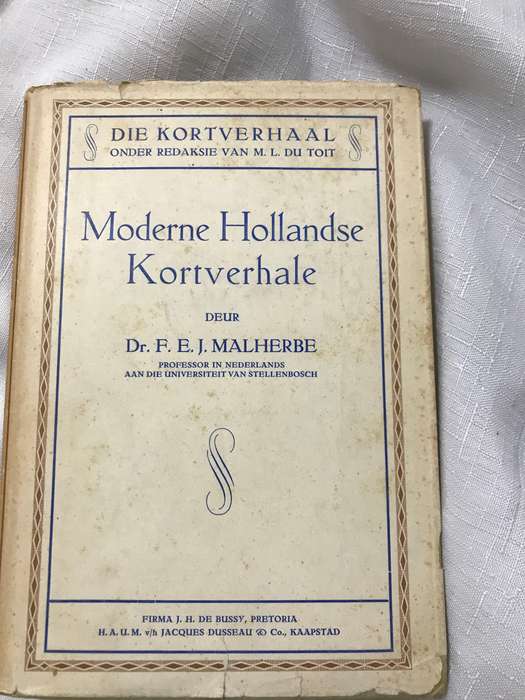 DIE KORTVERHAAL
ONDER REDAKSIE VAN M. L. DU TOIT
Moderne Hollandse
Kortverhale
DEUR
Dr. F. E. J. MALHERBE
PROFESSOR IN NEDERLANDS
AAN DIE UNIVERSITEIT VAN STELLENBOSCH
FIRMA J. H. DE BUSSY, PRETORIA
H. A. U. M. v/h JACQUES DUSSEAU & Co., KAAPSTAD